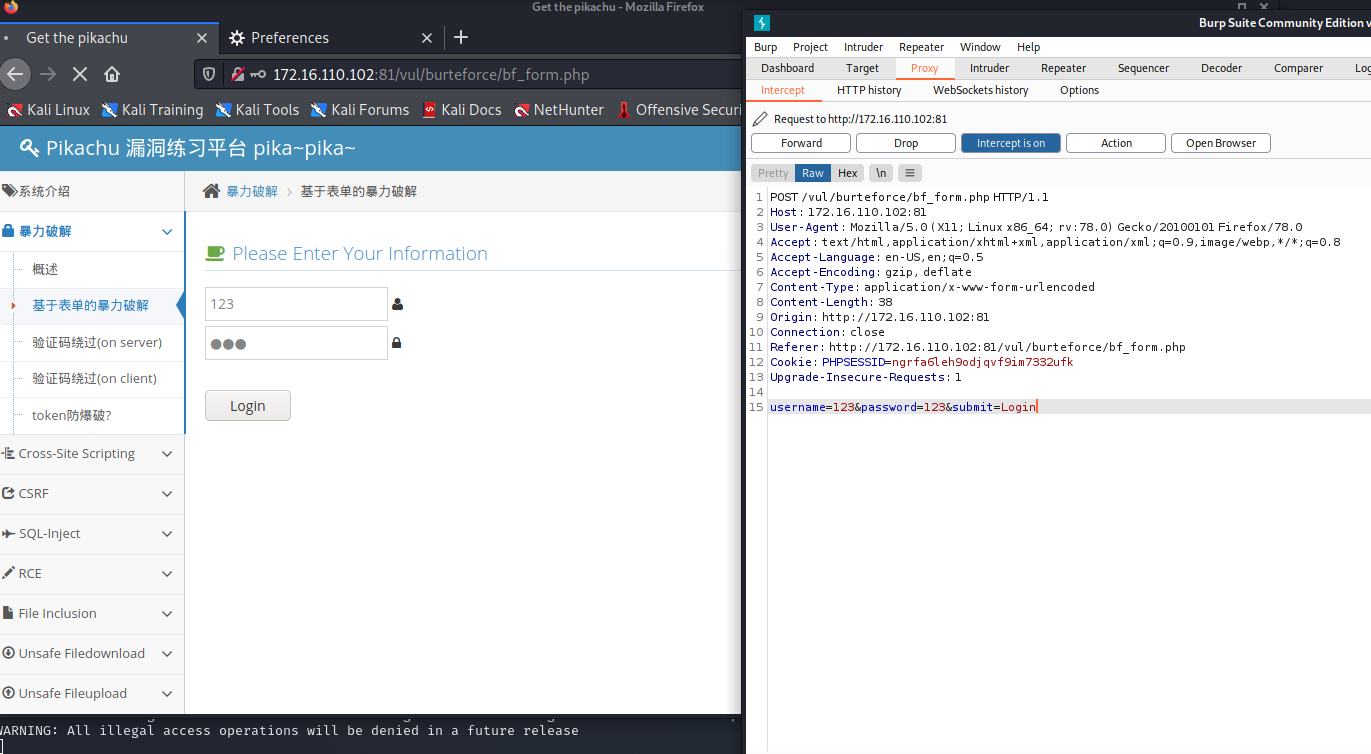 Get the pikachu - Mozilla Firefox
Get the pikachu
Preferences
172.16.110.102:81/vul/burteforce/bf_form.php
Kali Linux Kali Training Kali Tools Kali Forums Kali Docs NetHunter Offensive Securi
Pikachu 漏洞练习平台 pika~pika~
系统介绍
暴力破解
概述
基于表单的暴力破解
验证码绕过(on server)
验证码绕过(on client)
token防爆破?
Cross-Site Scripting
CSRF
SQL-Inject
RCE
File Inclusion
Unsafe Filedownload
Unsafe Fileupload
暴力破解 > 基于表单的暴力破解
Please Enter Your Information
123
●●●
Login
WARNING: All illegal access operations will be denied in a future release
Burp Suite Community Edition v
Burp Project Intruder Repeater Window Help
Dashboard Target Proxy Intruder Repeater Sequencer Decoder Comparer Log
Intercept HTTP history WebSockets history Options
Request to http://172.16.110.102:81
Forward Drop Intercept is on Action Open Browser
Pretty Raw Hex \n
1 POST /vul/burteforce/bf_form.php HTTP/1.1
2 Host: 172.16.110.102:81
3 User-Agent: Mozilla/5.0 (X11; Linux x86_64; rv:78.0) Gecko/20100101 Firefox/78.0
4 Accept: text/html,application/xhtml+xml,application/xml;q=0.9,image/webp,*/*;q=0.8
5 Accept-Language: en-US,en;q=0.5
6 Accept-Encoding: gzip, deflate
7 Content-Type: application/x-www-form-urlencoded
8 Content-Length: 38
9 Origin: http://172.16.110.102:81
10 Connection: close
11 Referer: http://172.16.110.102:81/vul/burteforce/bf_form.php
12 Cookie: PHPSESSID=ngrfa6leh9odjqvf9im7332ufk
13 Upgrade-Insecure-Requests: 1
14
15 username=123&password=123&submit=Login